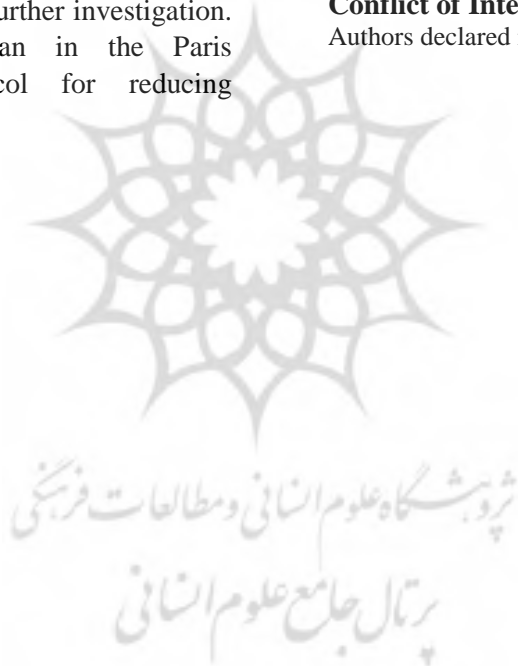 urther investigation.
an in the Paris
col for reducing
Conflict of Inte
Authors declared
پژوهشگاه علوم انسانی و مطالعات فرهنگی
پرتال جامع علوم انسانی